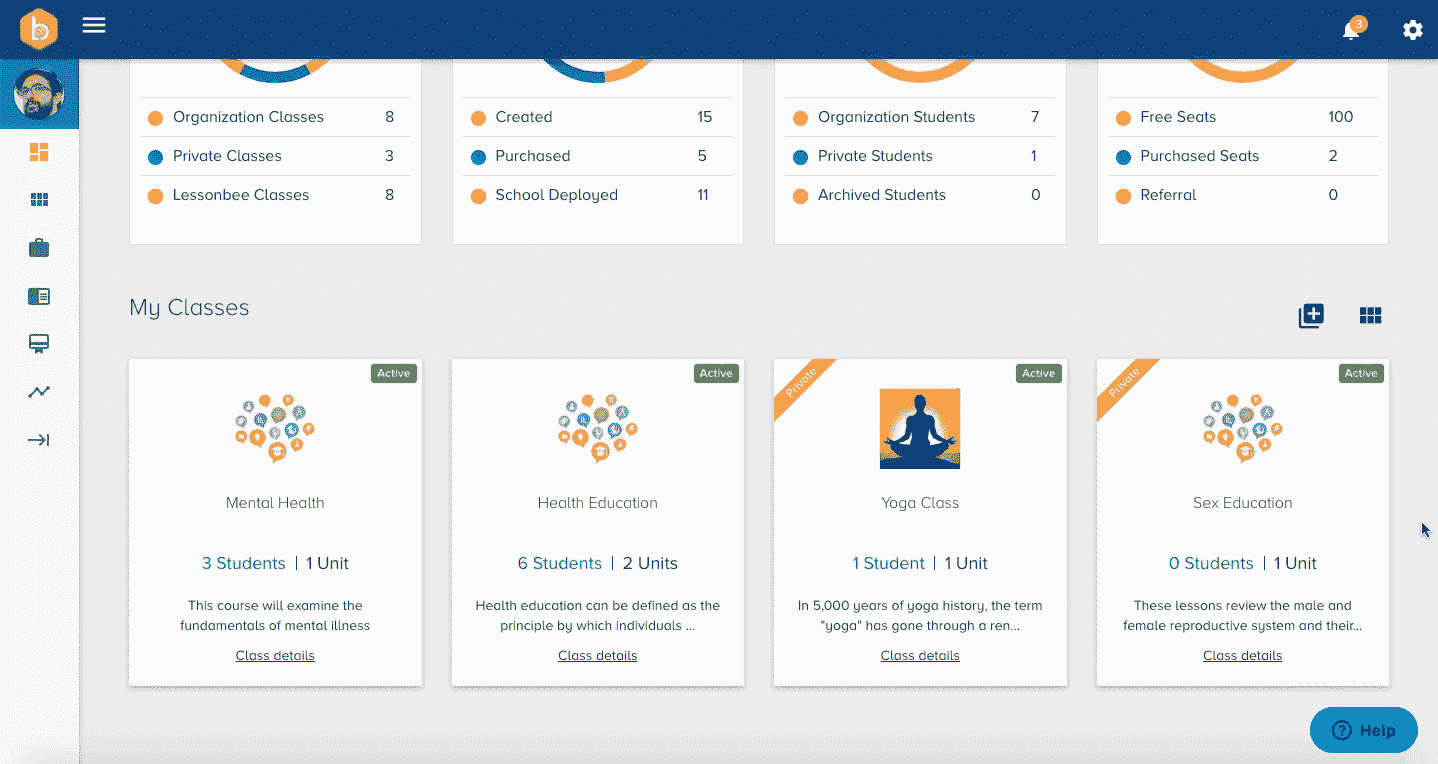 b
3
Organization Classes 8
Private Classes 3
Lessonbee Classes 8
Created 15
Purchased 5
School Deployed 11
Organization Students 7
Private Students 1
Archived Students 0
Free Seats 100
Purchased Seats 2
Referral 0
My Classes
Active
Mental Health
3 Students | 1 Unit
This course will examine the
fundamentals of mental illness
Class details
Active
Health Education
6 Students | 2 Units
Health education can be defined as the
principle by which individuals ...
Class details
Private
Active
Yoga Class
1 Student | 1 Unit
In 5,000 years of yoga history, the term
"yoga" has gone through a ren...
Class details
Private
Active
Sex Education
0 Students | 1 Unit
These lessons review the male and
female reproductive system and their...
Class details
? Help